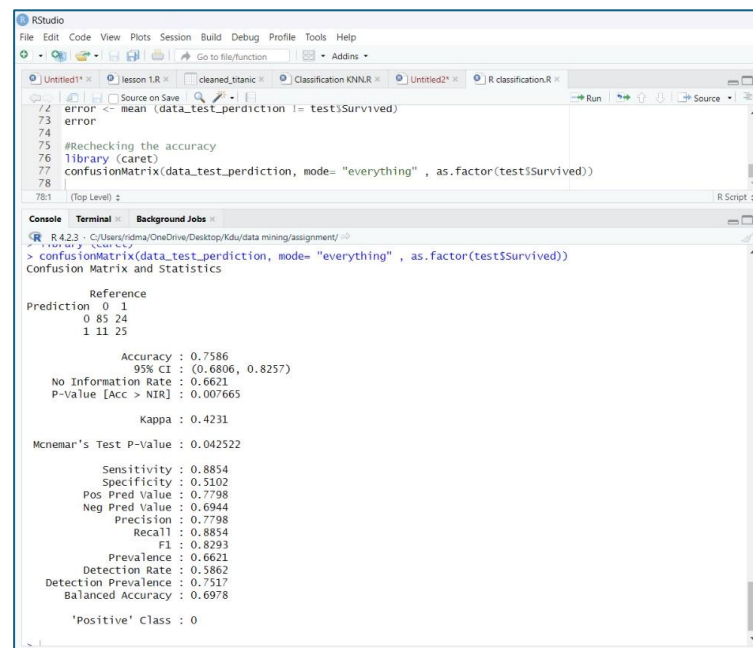 RStudio
File Edit Code View Plots Session Build Debug Profile Tools Help
Go to file/function Addins
Untitled1* lesson 1.R cleaned_titanic Classification KNN.R Untitled2* R classification.R
Source on Save Run Source
72 error <- mean (data_test_perdiction != test$Survived)
73 error
74
75 #Rechecking the accuracy
76 library (caret)
77 confusionMatrix(data_test_perdiction, mode= "everything" , as.factor(test$Survived))
78
78:1 (Top Level) R Script
Console Terminal Background Jobs
R 4.2.3 · C:/Users/ridma/OneDrive/Desktop/Kdu/data mining/assignment/
> library (caret)
> confusionMatrix(data_test_perdiction, mode= "everything" , as.factor(test$Survived))
Confusion Matrix and Statistics
Reference
Prediction 0 1
0 85 24
1 11 25
Accuracy : 0.7586
95% CI : (0.6806, 0.8257)
No Information Rate : 0.6621
P-Value [Acc > NIR] : 0.007665
Kappa : 0.4231
Mcnemar's Test P-Value : 0.042522
Sensitivity : 0.8854
Specificity : 0.5102
Pos Pred Value : 0.7798
Neg Pred Value : 0.6944
Precision : 0.7798
Recall : 0.8854
F1 : 0.8293
Prevalence : 0.6621
Detection Rate : 0.5862
Detection Prevalence : 0.7517
Balanced Accuracy : 0.6978
'Positive' Class : 0
>